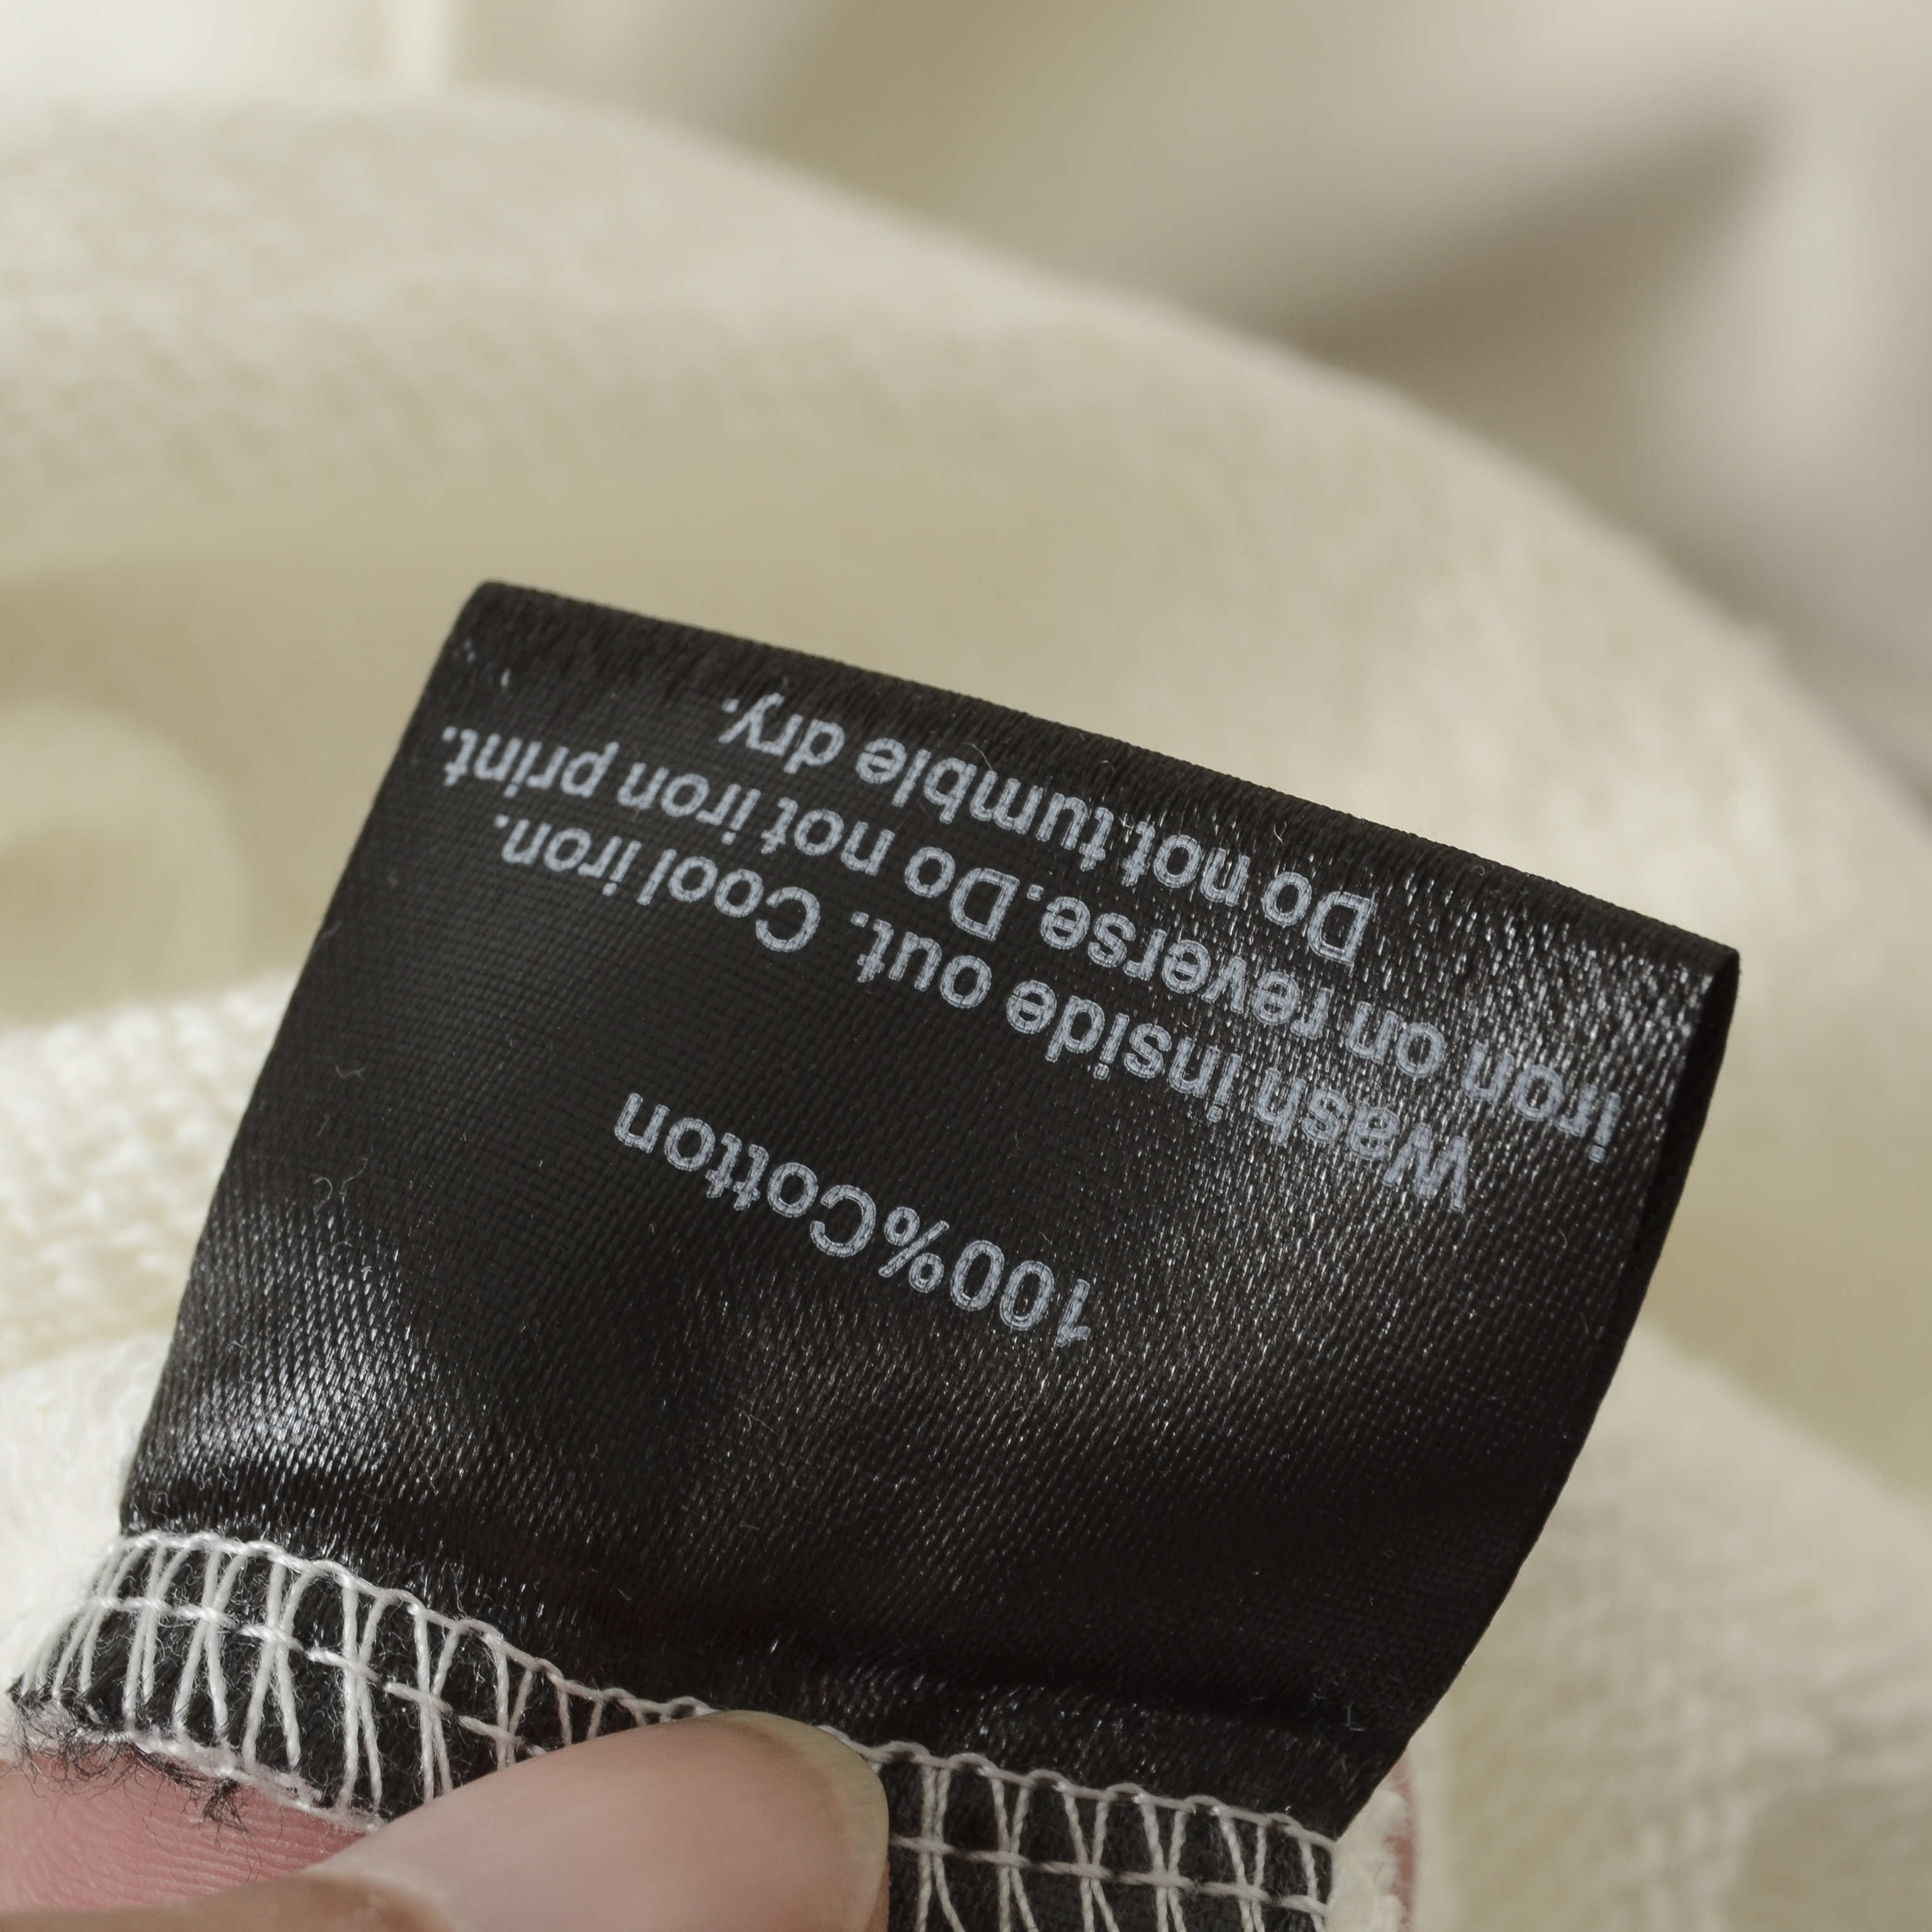 100%Cotton
Wash inside out. Cool iron.
iron on reverse.Do not iron print.
Do not tumble dry.